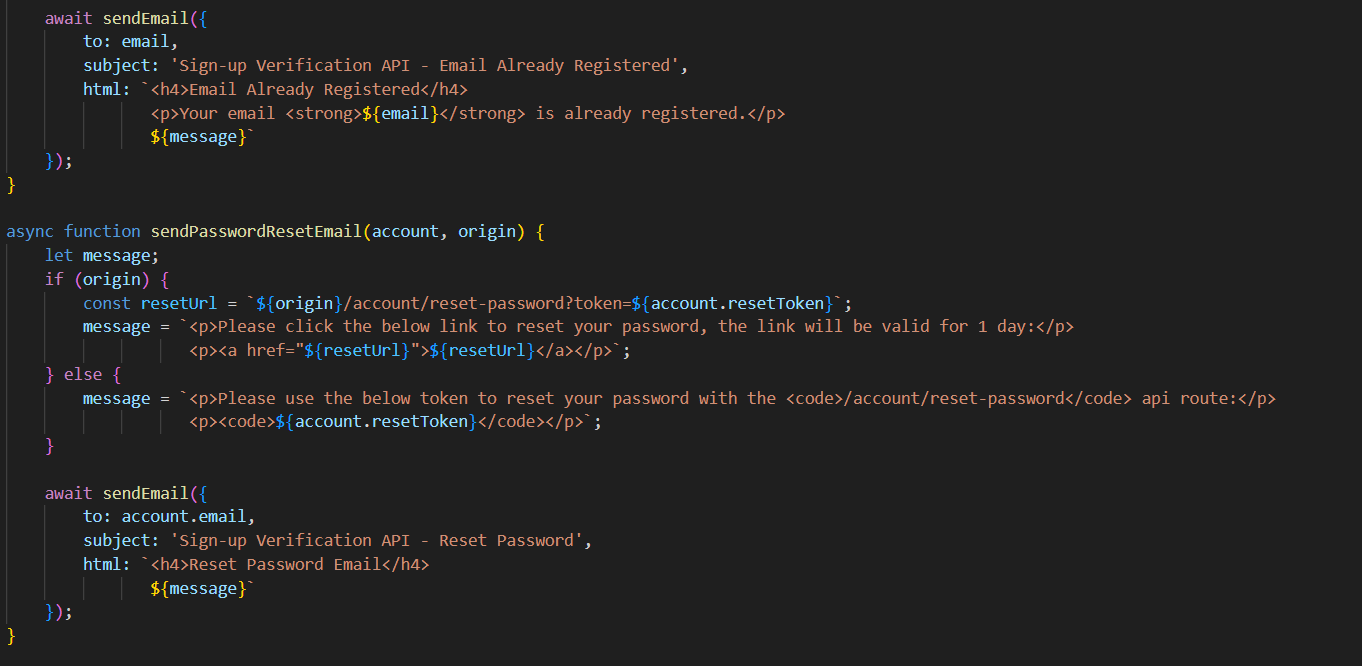 await sendEmail({
to: email,
subject: 'Sign-up Verification API - Email Already Registered',
html: `<h4>Email Already Registered</h4>
<p>Your email <strong>${email}</strong> is already registered.</p>
${message}`
});
}
async function sendPasswordResetEmail(account, origin) {
let message;
if (origin) {
const resetUrl = `${origin}/account/reset-password?token=${account.resetToken}`;
message = `<p>Please click the below link to reset your password, the link will be valid for 1 day:</p>
<p><a href="${resetUrl}">${resetUrl}</a></p>`;
} else {
message = `<p>Please use the below token to reset your password with the <code>/account/reset-password</code> api route:</p>
<p><code>${account.resetToken}</code></p>`;
}
await sendEmail({
to: account.email,
subject: 'Sign-up Verification API - Reset Password',
html: `<h4>Reset Password Email</h4>
${message}`
});
}